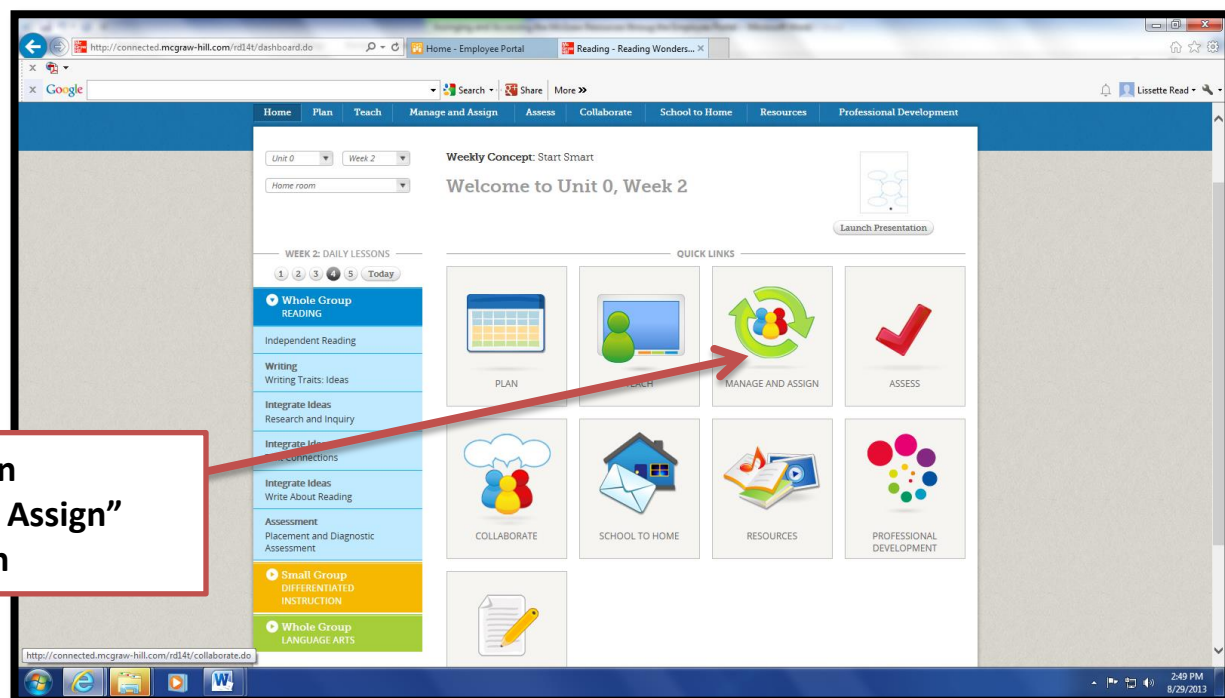 http://connected.mcgraw-hill.com/rd14t/dashboard.do
Home - Employee Portal
Reading - Reading Wonders...
Google
Search
Share
More »
Lissette Read
Home Plan Teach Manage and Assign Assess Collaborate School to Home Resources Professional Development
Unit 0 Week 2
Home room
Weekly Concept: Start Smart
Welcome to Unit 0, Week 2
Launch Presentation
WEEK 2: DAILY LESSONS
1 2 3 4 5 Today
Whole Group
READING
Independent Reading
Writing
Writing Traits: Ideas
Integrate Ideas
Research and Inquiry
Integrate
Connections
Integrate Ideas
Write About Reading
Assessment
Placement and Diagnostic
Assessment
Small Group
DIFFERENTIATED
INSTRUCTION
Whole Group
LANGUAGE ARTS
QUICK LINKS
PLAN
MANAGE AND ASSIGN
ASSESS
COLLABORATE
SCHOOL TO HOME
RESOURCES
PROFESSIONAL
DEVELOPMENT
n
Assign”
n
http://connected.mcgraw-hill.com/rd14t/collaborate.do
2:49 PM
8/29/2013